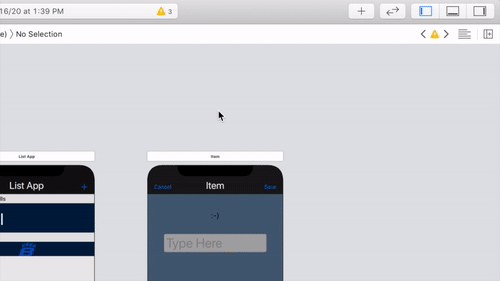 16/20 at 1:39 PM
3
e) No Selection
List App
Item
List App +
Cancel Item Save
lls
:-)
Type Here